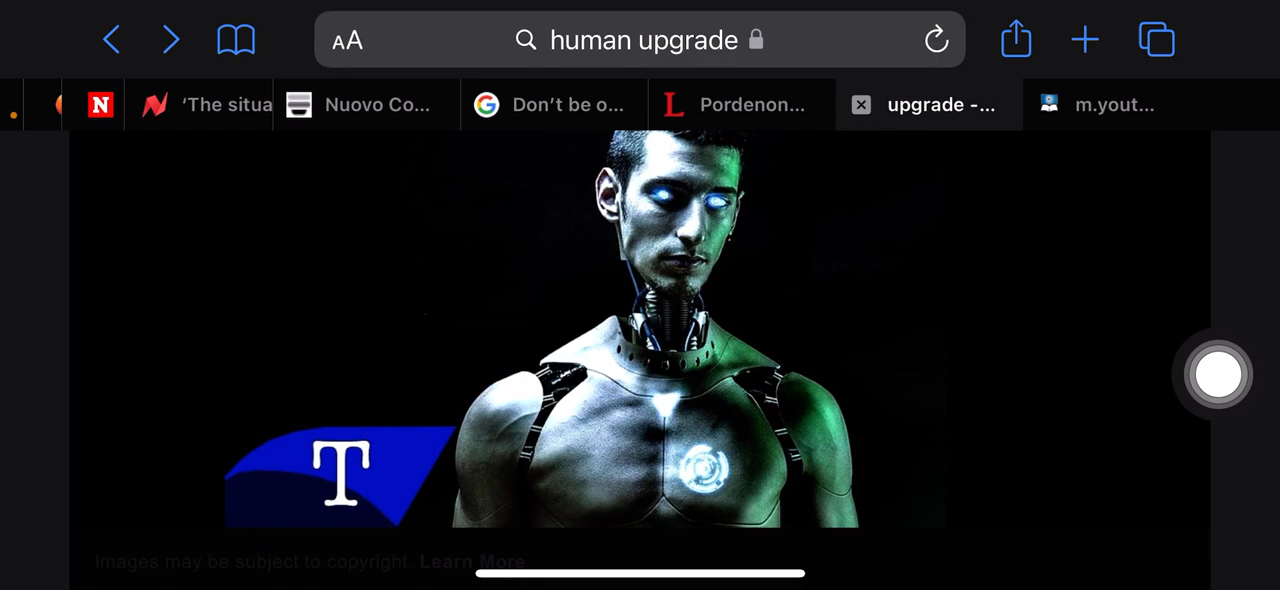 AA human upgrade
N 'The situa Nuovo Co... G Don't be o... L Pordenon... upgrade -... m.yout...
T
Images may be subject to copyright. Learn More